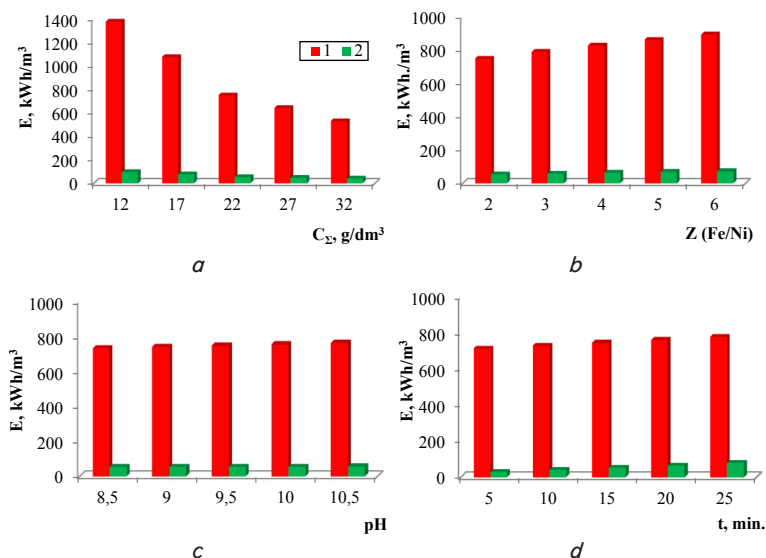 E, kWh/m³
1400
1200
1000
800
600
400
200
0
1 2
12 17 22 27 32
C_Σ, g/dm³
a
E, kWh./m³
1000
800
600
400
200
0
2 3 4 5 6
Z (Fe/Ni)
b
E, kWh/m³
1000
800
600
400
200
0
8,5 9 9,5 10 10,5
pH
c
E, kWh/m³
1000
800
600
400
200
0
5 10 15 20 25
t, min.
d